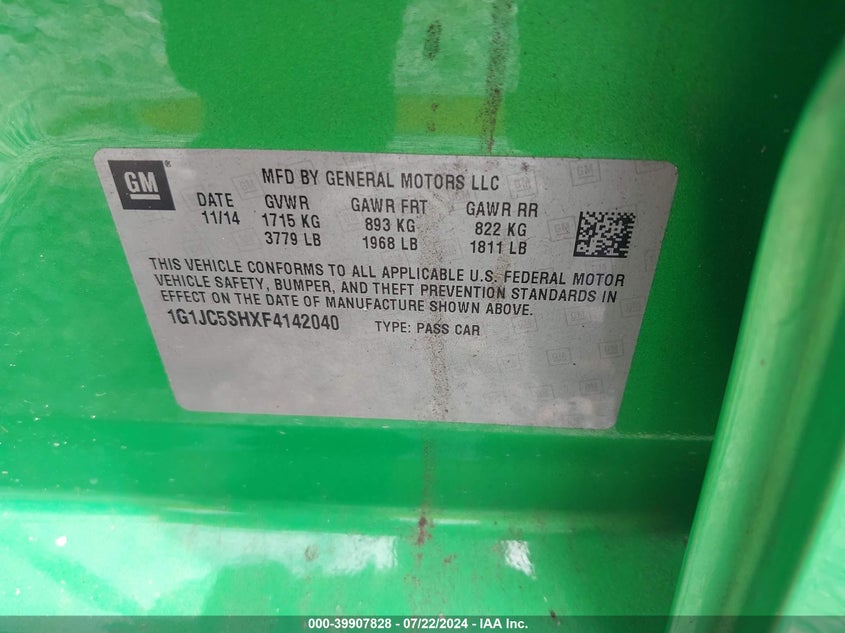 GM
MFD BY GENERAL MOTORS LLC
DATE GVWR GAWR FRT GAWR RR
11/14 1715 KG 893 KG 822 KG
3779 LB 1968 LB 1811 LB
THIS VEHICLE CONFORMS TO ALL APPLICABLE U.S. FEDERAL MOTOR
VEHICLE SAFETY, BUMPER, AND THEFT PREVENTION STANDARDS IN
EFFECT ON THE DATE OF MANUFACTURE SHOWN ABOVE.
1G1JC5SHXF4142040 TYPE: PASS CAR
000-39907828 - 07/22/2024 - IAA Inc.